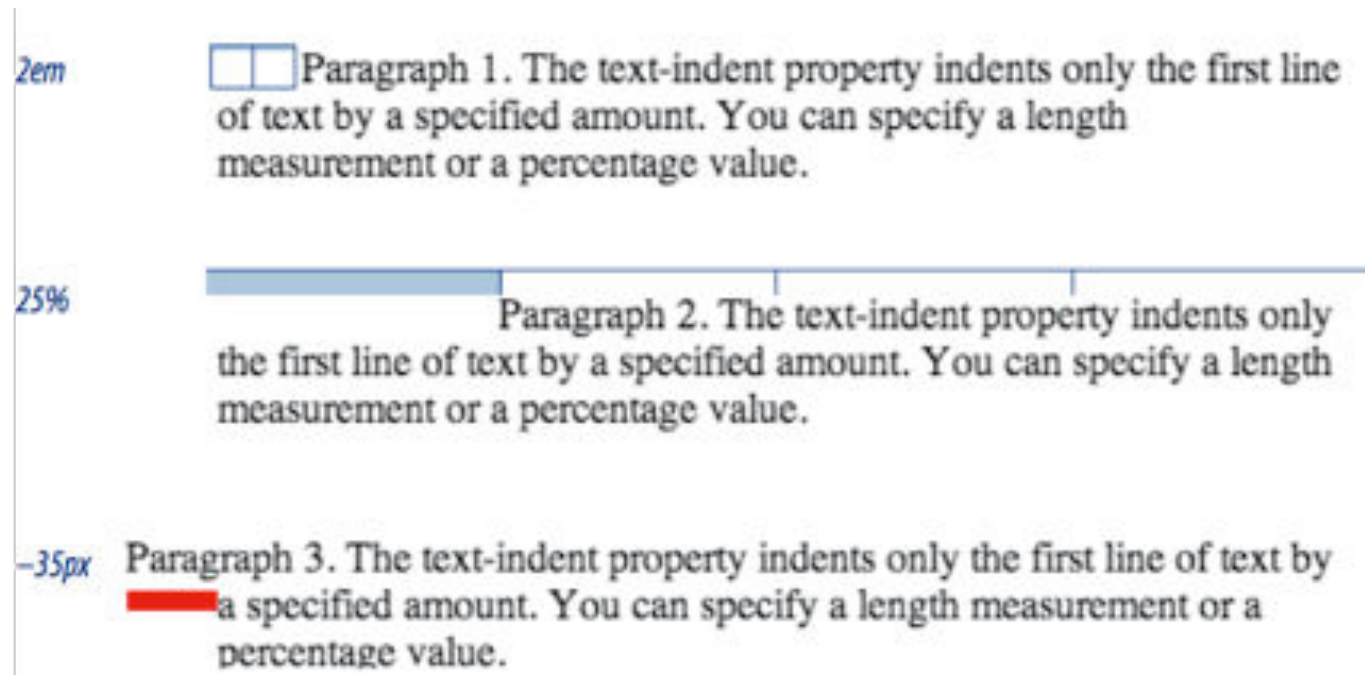 2em
Paragraph 1. The text-indent property indents only the first line
of text by a specified amount. You can specify a length
measurement or a percentage value.
25%
Paragraph 2. The text-indent property indents only
the first line of text by a specified amount. You can specify a length
measurement or a percentage value.
–35px
Paragraph 3. The text-indent property indents only the first line of text by
a specified amount. You can specify a length measurement or a
percentage value.